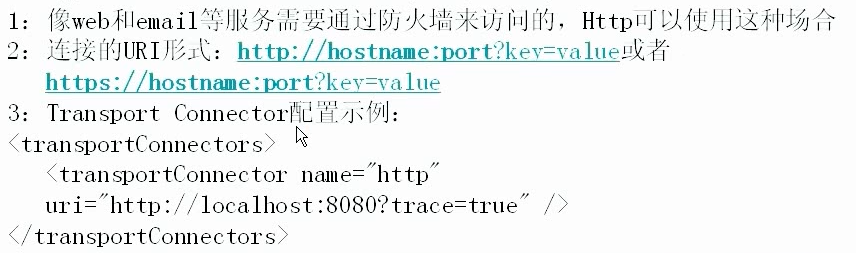 1：像web和email等服务需要通过防火墙来访问的，Http可以使用这种场合
2：连接的URI形式：http://hostname:port?key=value或者
https://hostname:port?key=value
3：Transport Connector配置示例：
<transportConnectors>
<transportConnector name="http"
uri="http://localhost:8080?trace=true" />
</transportConnectors>